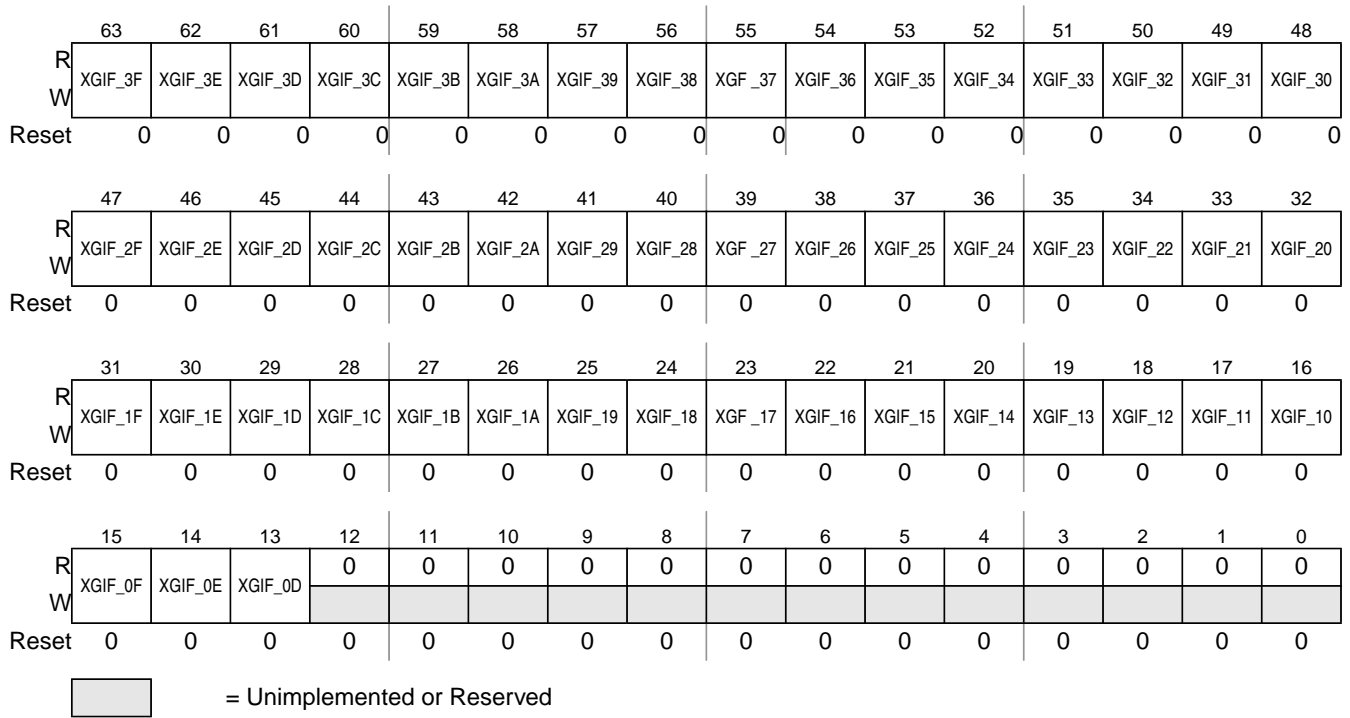 63 62 61 60 59 58 57 56 55 54 53 52 51 50 49 48
R
XGIF_3F XGIF_3E XGIF_3D XGIF_3C XGIF_3B XGIF_3A XGIF_39 XGIF_38 XGF _37 XGIF_36 XGIF_35 XGIF_34 XGIF_33 XGIF_32 XGIF_31 XGIF_30
W
Reset 0 0 0 0 0 0 0 0 0 0 0 0 0 0 0 0
47 46 45 44 43 42 41 40 39 38 37 36 35 34 33 32
R
XGIF_2F XGIF_2E XGIF_2D XGIF_2C XGIF_2B XGIF_2A XGIF_29 XGIF_28 XGF _27 XGIF_26 XGIF_25 XGIF_24 XGIF_23 XGIF_22 XGIF_21 XGIF_20
W
Reset 0 0 0 0 0 0 0 0 0 0 0 0 0 0 0 0
31 30 29 28 27 26 25 24 23 22 21 20 19 18 17 16
R
XGIF_1F XGIF_1E XGIF_1D XGIF_1C XGIF_1B XGIF_1A XGIF_19 XGIF_18 XGF _17 XGIF_16 XGIF_15 XGIF_14 XGIF_13 XGIF_12 XGIF_11 XGIF_10
W
Reset 0 0 0 0 0 0 0 0 0 0 0 0 0 0 0 0
15 14 13 12 11 10 9 8 7 6 5 4 3 2 1 0
R 0 0 0 0 0 0 0 0 0 0 0 0 0
XGIF_0F XGIF_0E XGIF_0D
W
Reset 0 0 0 0 0 0 0 0 0 0 0 0 0 0 0 0
= Unimplemented or Reserved